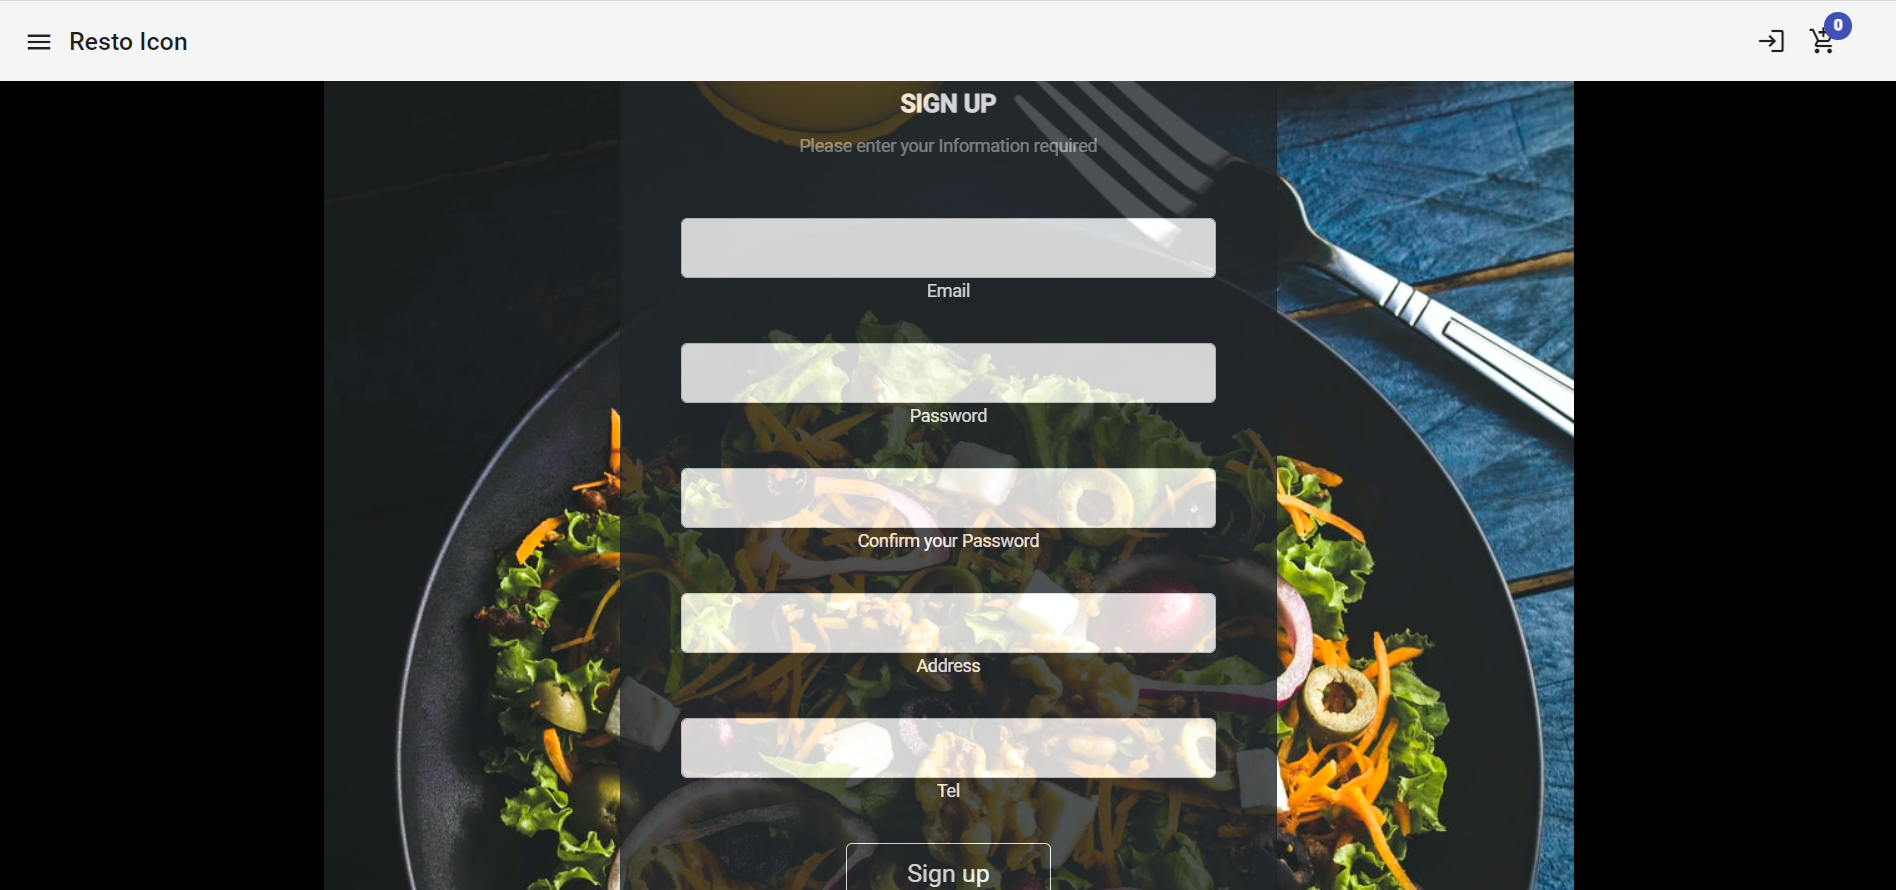 Resto Icon
0
SIGN UP
Please enter your Information required
Email
Password
Confirm your Password
Address
Tel
Sign up